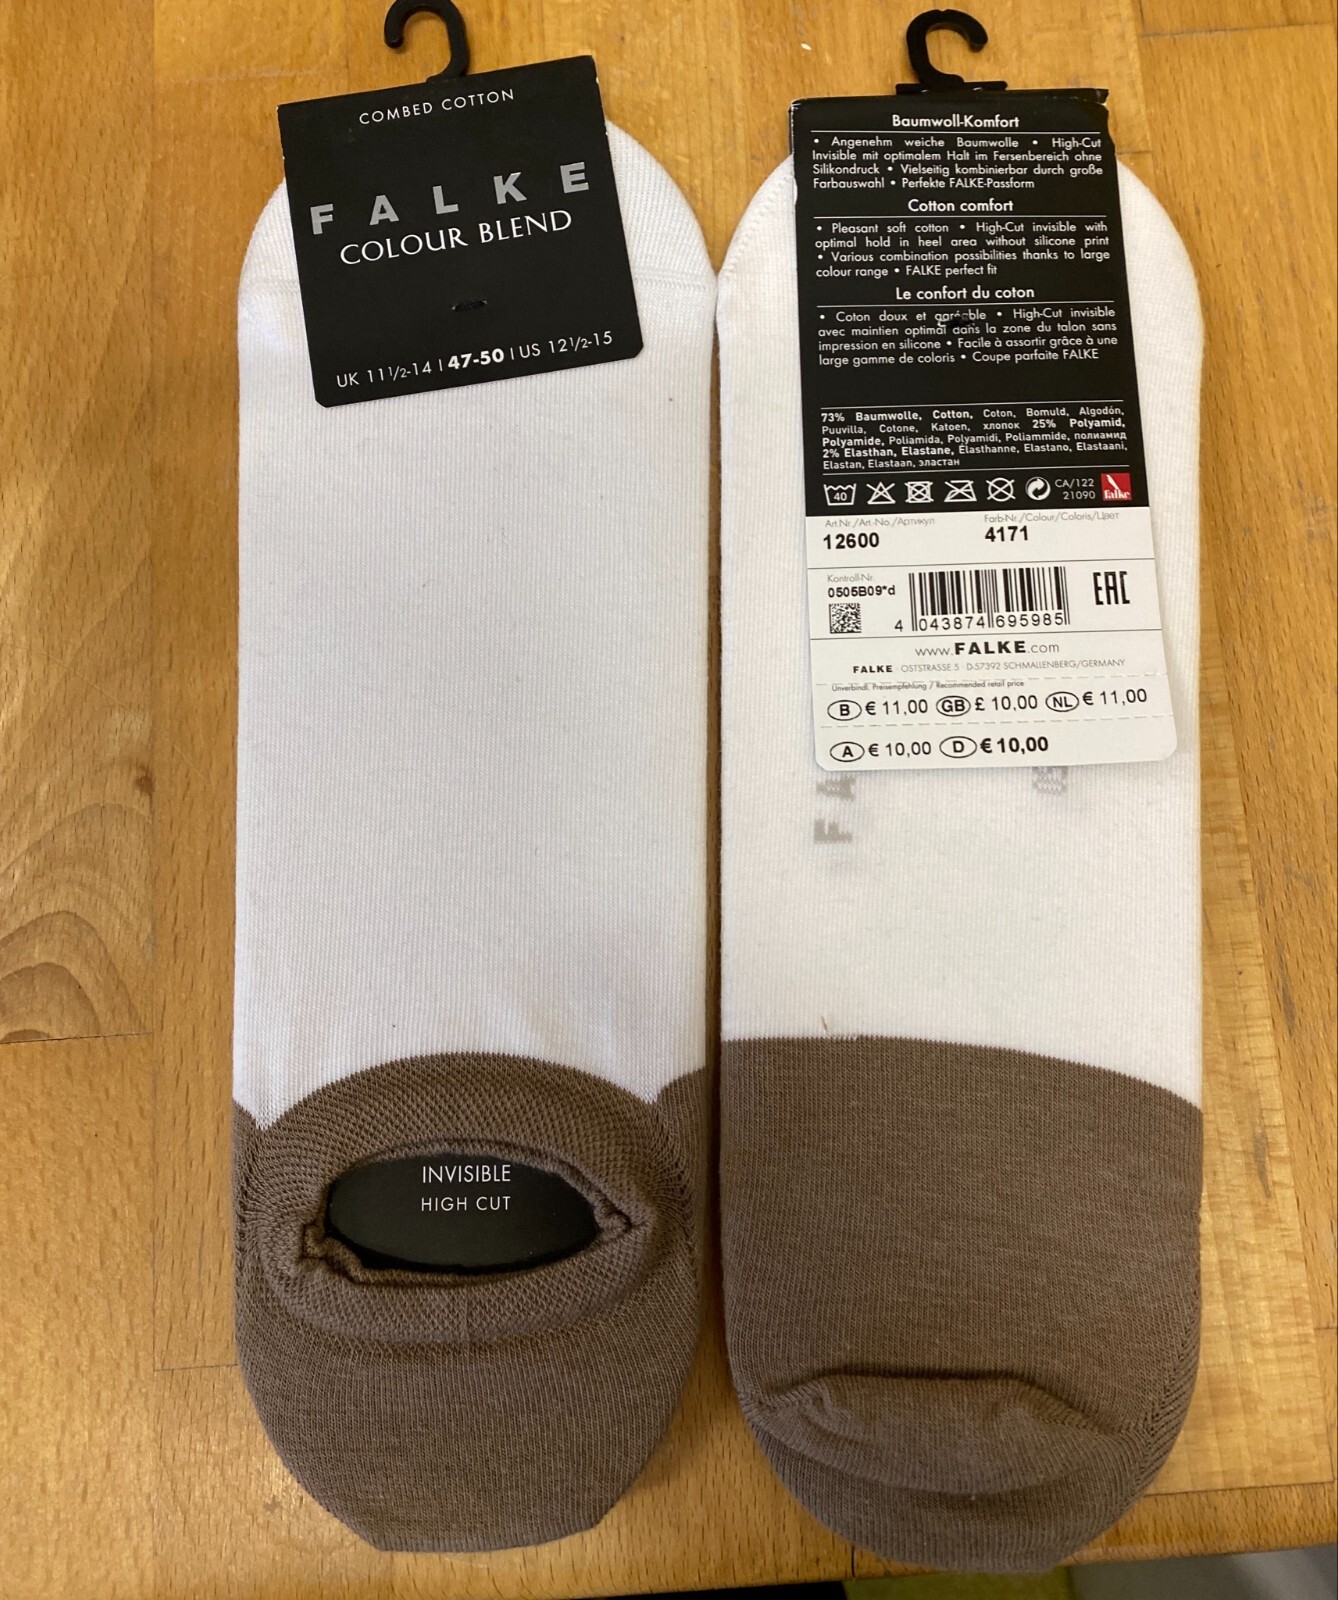 COMBED COTTON
FALKE
COLOUR BLEND
UK 11 1/2-14 | 47-50 | US 12 1/2-15
INVISIBLE
HIGH CUT
Baumwoll-Komfort
• Angenehm weiche Baumwolle • High-Cut
Invisible mit optimalem Halt im Fersenbereich ohne
Silikondruck • Vielseitig kombinierbar durch große
Farbauswahl • Perfekte FALKE-Passform
Cotton comfort
• Pleasant soft cotton • High-Cut invisible with
optimal hold in heel area without silicone print
• Various combination possibilities thanks to large
colour range • FALKE perfect fit
Le confort du coton
• Coton doux et • High-Cut invisible
avec maintien optimal dans la zone du talon sans
impression en silicone • Facile à assortir grâce à une
large gamme de coloris • Coupe parfaite FALKE
73% Baumwolle, Cotton, Coton, Bomuld, Algodón,
Puuvilla, Cotone, Katoen, хлопок 25% Polyamid,
Polyamide, Poliamida, Polyamidi, Poliammide, полиамид
2% Elasthan, Elastane, Élasthanne, Elastano, Elastaani,
Elastan, Elastaan, эластан
40
CA/122
21090
falke
Art.Nr./Art.-No./Артикул
Farb-Nr./Colour/Coloris/Цвет
12600
4171
Kontroll-Nr.
0505B09*d
4 043874 695985
EAC
www.FALKE.com
FALKE · OSTSTRASSE 5 · D-57392 SCHMALLENBERG/GERMANY
Unverbindl. Preisempfehlung / Recommended retail price
B € 11,00 GB £ 10,00 NL € 11,00
A € 10,00 D € 10,00
FA